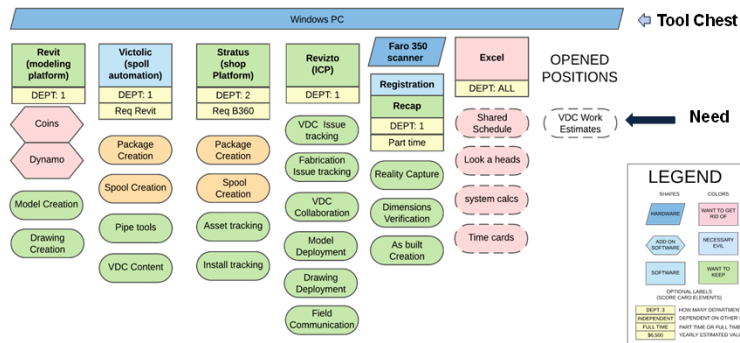 Windows PC
Tool Chest
Revit
(modeling
platform)
DEPT: 1
Coins
Dynamo
Model Creation
Drawing
Creation
Victolic
(spoll
automation)
DEPT: 1
Req Revit
Package
Creation
Spool Creation
Pipe tools
VDC Content
Stratus
(shop
Platform)
DEPT: 2
Req B360
Package
Creation
Spool
Creation
Asset tracking
Install tracking
Revizto
(ICP)
DEPT: 1
VDC Issue
tracking
Fabrication
Issue tracking
VDC
Collaboration
Model
Deployment
Drawing
Deployment
Field
Communication
Faro 350
scanner
Registration
Recap
DEPT: 1
Part time
Reality Capture
Dimensions
Verification
As built
Creation
Excel
DEPT: ALL
Shared
Schedule
Look a heads
system calcs
Time cards
OPENED
POSITIONS
VDC Work
Estimates
Need
LEGEND
SHAPES
COLORS
HARDWARE
WANT TO GET
RID OF
ADD ON
SOFTWARE
NECESSARY
EVIL
SOFTWARE
WANT TO
KEEP
OPTIONAL LABELS
(SCORE CARD ELEMENTS)
DEPT: 3
HOW MANY DEPARTMENT
INDEPENDENT
DEPENDENT ON OTHER
FULL TIME
PART TIME OR FULL TIME
$6,500
YEARLY ESTIMATED VAL